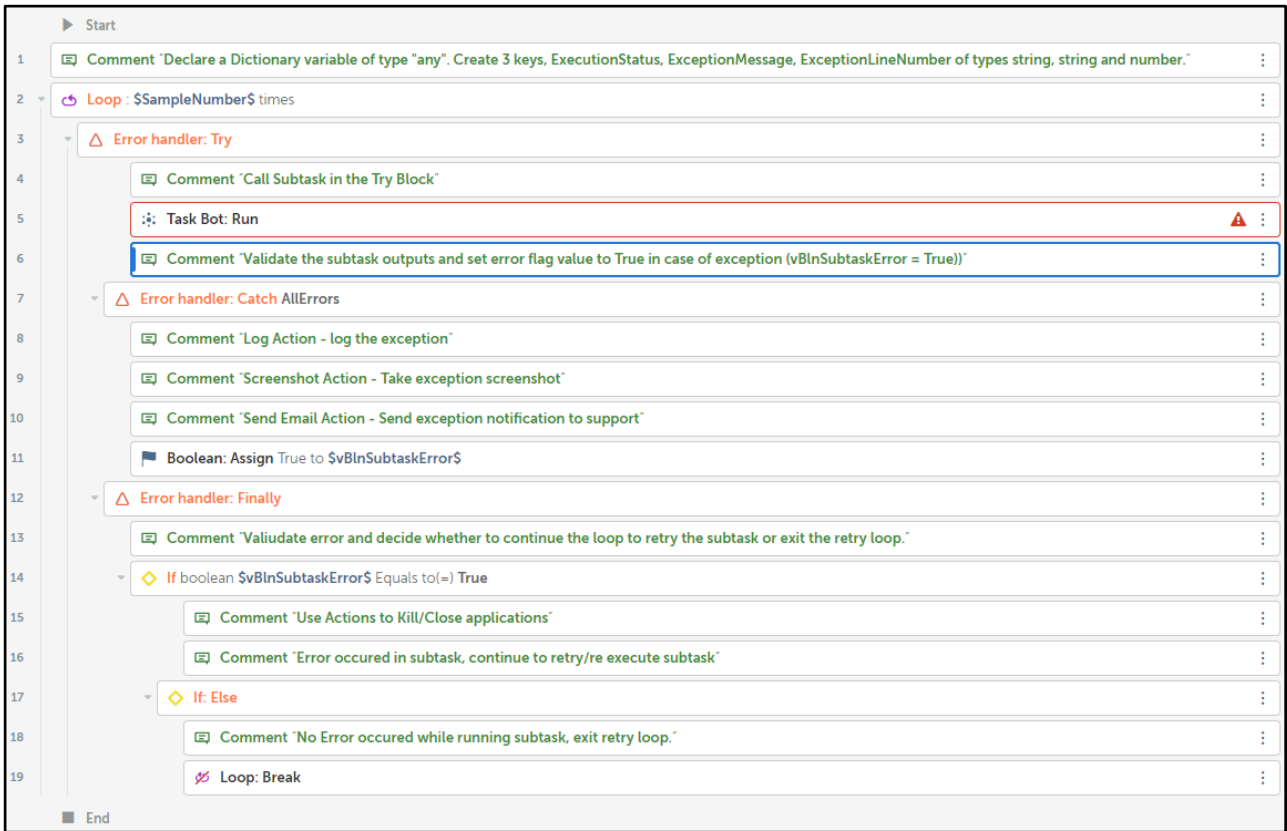 Start
1 Comment "Declare a Dictionary variable of type "any". Create 3 keys, ExecutionStatus, ExceptionMessage, ExceptionLineNumber of types string, string and number."
2 Loop : $SampleNumber$ times
3 Error handler: Try
4 Comment "Call Subtask in the Try Block"
5 Task Bot: Run
6 Comment "Validate the subtask outputs and set error flag value to True in case of exception (vBlnSubtaskError = True))"
7 Error handler: Catch AllErrors
8 Comment "Log Action - log the exception"
9 Comment "Screenshot Action - Take exception screenshot"
10 Comment "Send Email Action - Send exception notification to support"
11 Boolean: Assign True to $vBlnSubtaskError$
12 Error handler: Finally
13 Comment "Valiudate error and decide whether to continue the loop to retry the subtask or exit the retry loop."
14 If boolean $vBlnSubtaskError$ Equals to(=) True
15 Comment "Use Actions to Kill/Close applications"
16 Comment "Error occured in subtask, continue to retry/re execute subtask"
17 If: Else
18 Comment "No Error occured while running subtask, exit retry loop."
19 Loop: Break
End